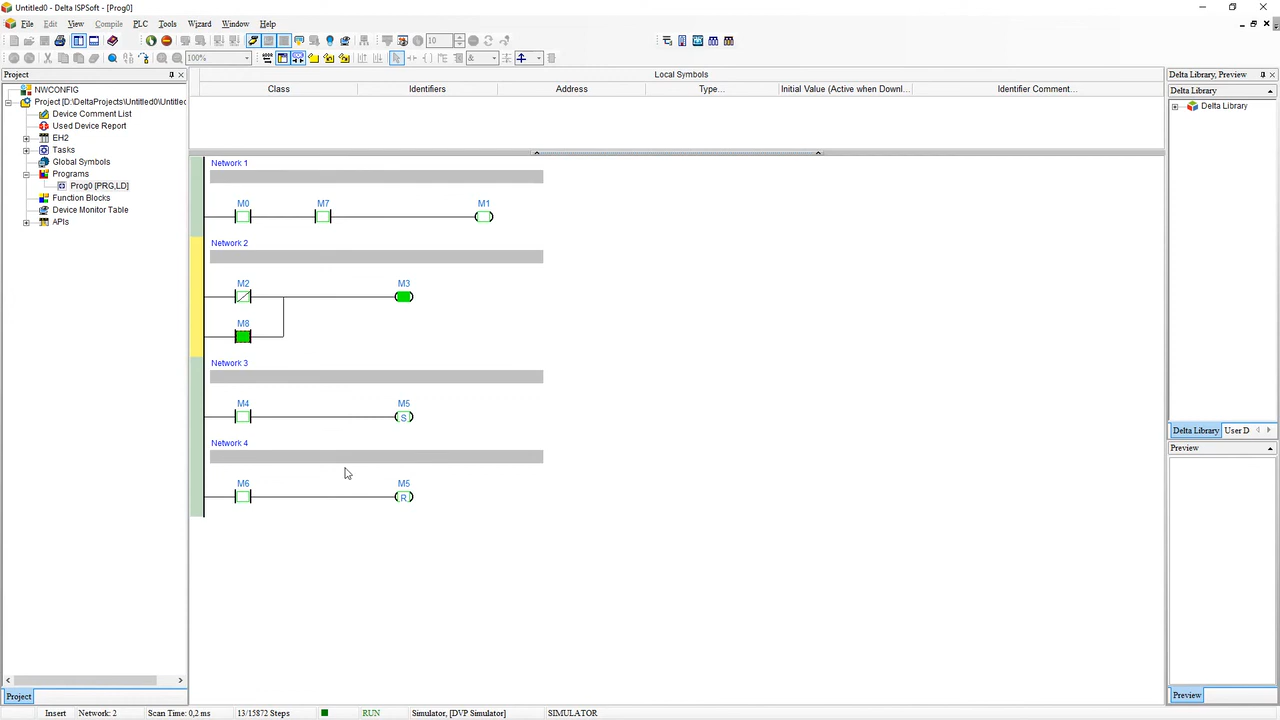 Untitled0 - Delta ISPSoft - [Prog0]
File Edit View Compile PLC Tools Wizard Window Help
10
100%
&
Project
NWCONFIG
Project [D:\DeltaProjects\Untitled0\Untitlec
Device Comment List
Used Device Report
EH2
Tasks
Global Symbols
Programs
Prog0 [PRG,LD]
Function Blocks
Device Monitor Table
APIs
Project
Local Symbols
Class Identifiers Address Type... Initial Value (Active when Downl... Identifier Comment...
Network 1
M0 M7 M1
Network 2
M2 M3
M8
Network 3
M4 M5
S
Network 4
M6 M5
R
Delta Library, Preview
Delta Library
Delta Library
Delta Library User D
Preview
Preview
Insert Network: 2 Scan Time: 0,2 ms 13/15872 Steps RUN Simulator, [DVP Simulator] SIMULATOR